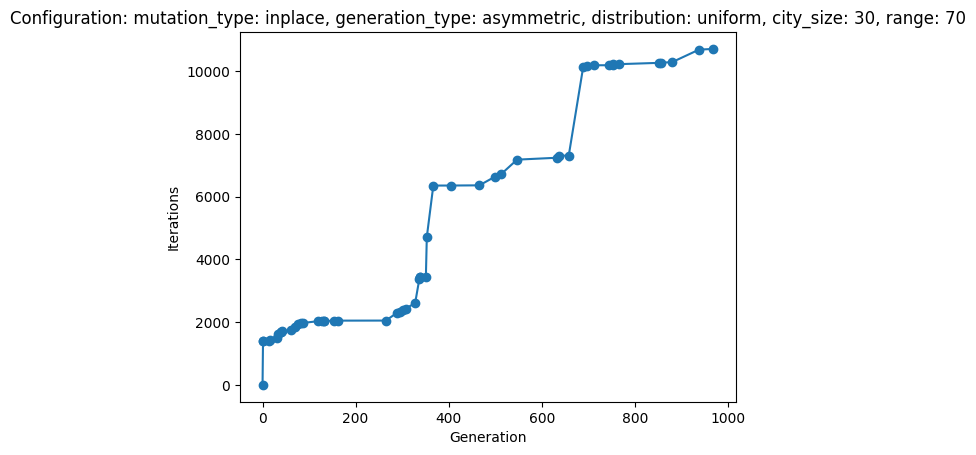 Configuration: mutation_type: inplace, generation_type: asymmetric, distribution: uniform, city_size: 30, range: 70
10000
8000
6000
4000
2000
0
Iterations
0 200 400 600 800 1000
Generation